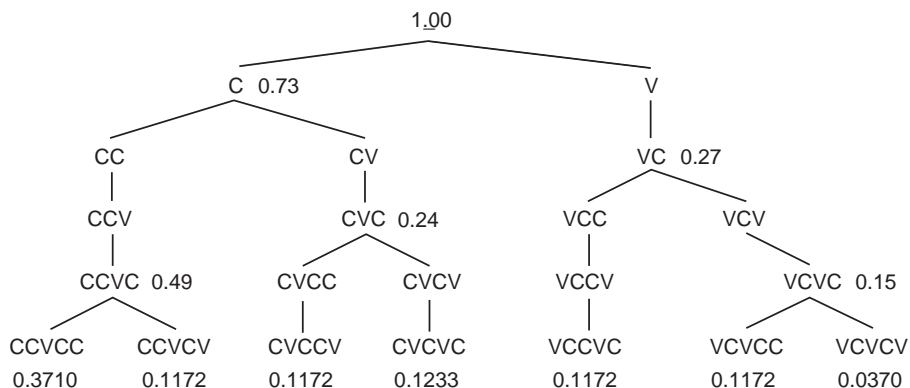 1.00
C 0.73 V
CC CV VC 0.27
CCV CVC 0.24 VCC VCV
CCVC 0.49 CVCC CVCV VCCV VCVC 0.15
CCVCC CCVCV CVCCV CVCVC VCCVC VCVCC VCVCV
0.3710 0.1172 0.1172 0.1233 0.1172 0.1172 0.0370